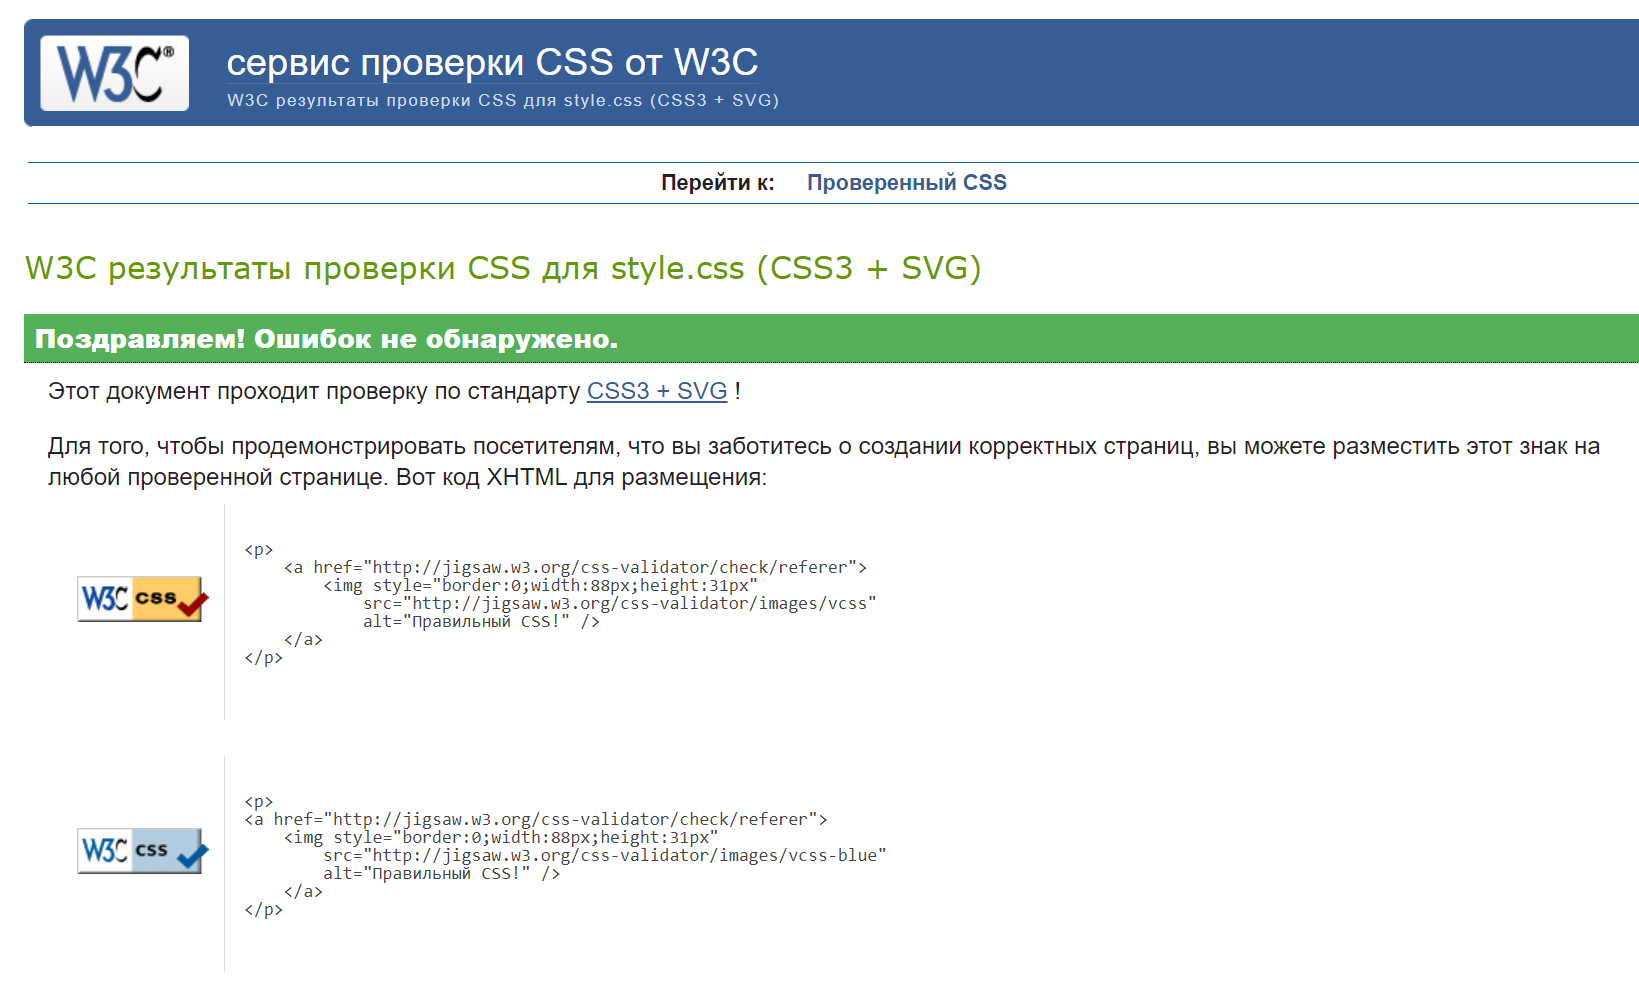 W3C®
сервис проверки CSS от W3C
W3C результаты проверки CSS для style.css (CSS3 + SVG)
Перейти к: Проверенный CSS
W3C результаты проверки CSS для style.css (CSS3 + SVG)
Поздравляем! Ошибок не обнаружено.
Этот документ проходит проверку по стандарту CSS3 + SVG !
Для того, чтобы продемонстрировать посетителям, что вы заботитесь о создании корректных страниц, вы можете разместить этот знак на
любой проверенной странице. Вот код XHTML для размещения:
W3C css
<p>
<a href="http://jigsaw.w3.org/css-validator/check/referer">
<img style="border:0;width:88px;height:31px"
src="http://jigsaw.w3.org/css-validator/images/vcss"
alt="Правильный CSS!" />
</a>
</p>
W3C css
<p>
<a href="http://jigsaw.w3.org/css-validator/check/referer">
<img style="border:0;width:88px;height:31px"
src="http://jigsaw.w3.org/css-validator/images/vcss-blue"
alt="Правильный CSS!" />
</a>
</p>